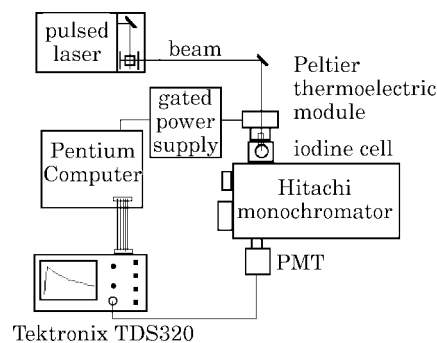 pulsed
laser
beam
Peltier
thermoelectric
module
gated
power
supply
Pentium
Computer
iodine cell
Hitachi
monochromator
PMT
Tektronix TDS320